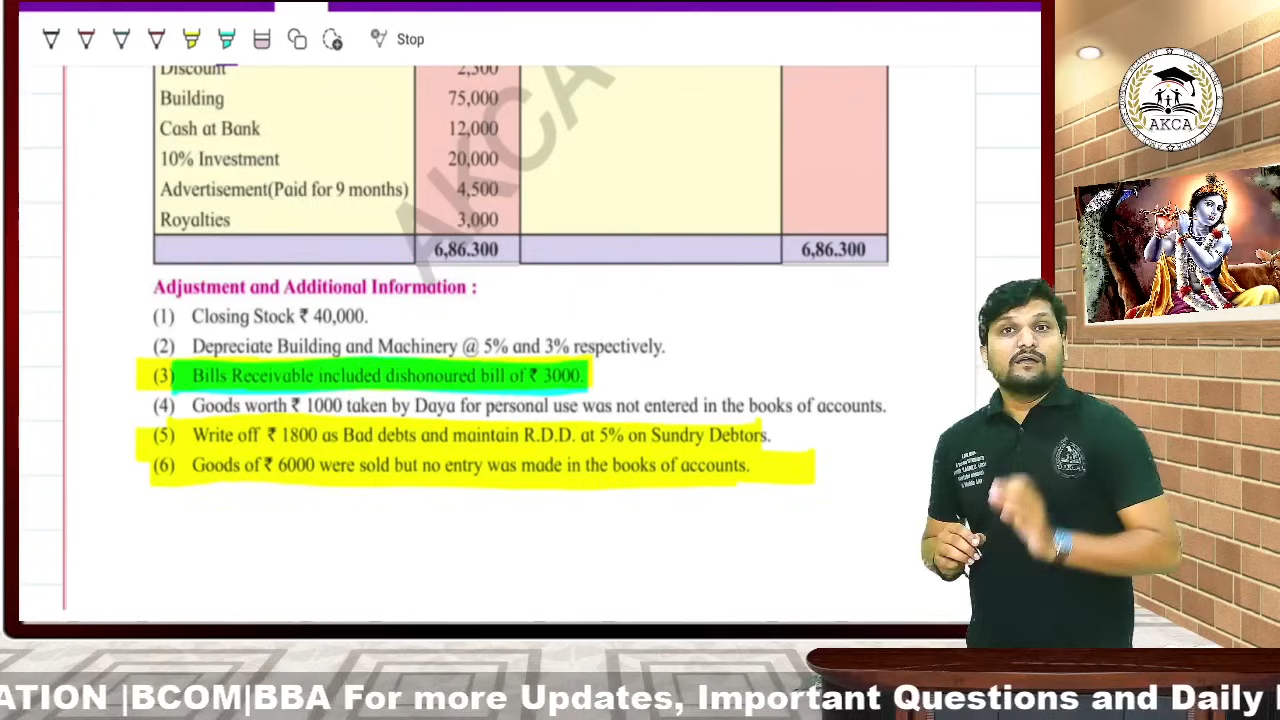 Stop
Discount 2,300
Building 75,000
Cash at Bank 12,000
10% Investment 20,000
Advertisement(Paid for 9 months) 4,500
Royalties 3,000
6,86.300 6,86.300
AKCA
Adjustment and Additional Information :
(1) Closing Stock ₹ 40,000.
(2) Depreciate Building and Machinery @ 5% and 3% respectively.
(3) Bills Receivable included dishonoured bill of ₹ 3000.
(4) Goods worth ₹ 1000 taken by Daya for personal use was not entered in the books of accounts.
(5) Write off ₹ 1800 as Bad debts and maintain R.D.D. at 5% on Sundry Debtors.
(6) Goods of ₹ 6000 were sold but no entry was made in the books of accounts.
AKCA
ATION |BCOM|BBA For more Updates, Important Questions and Daily